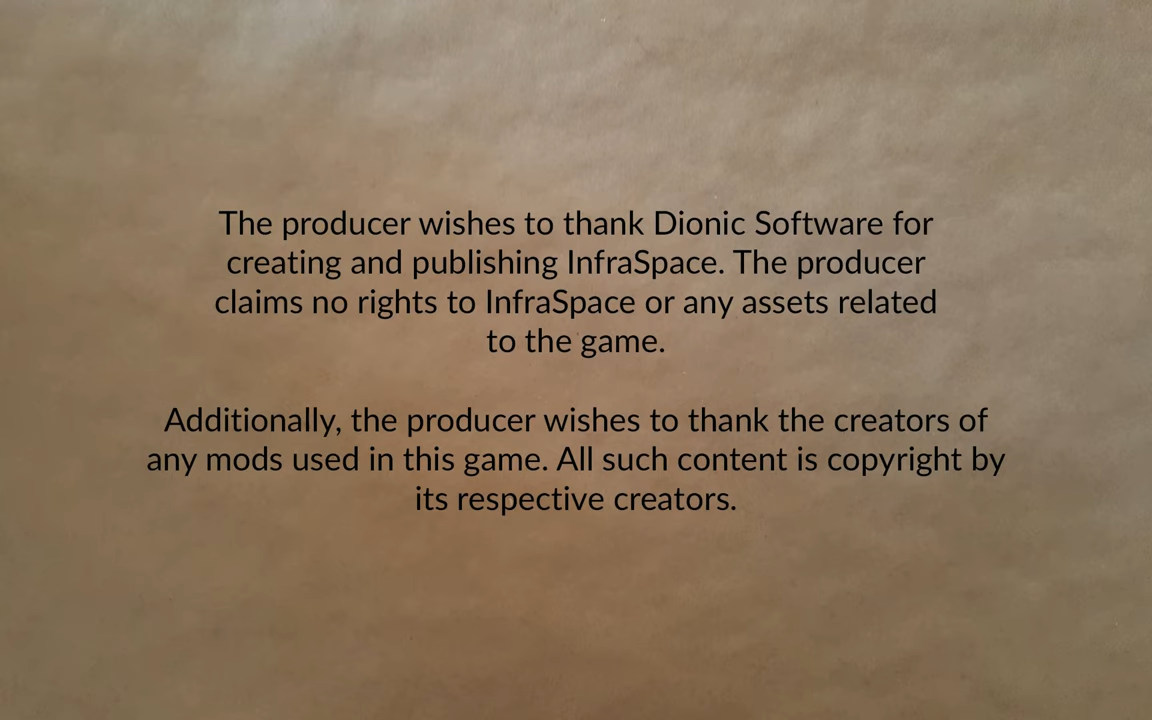 The producer wishes to thank Dionic Software for
creating and publishing InfraSpace. The producer
claims no rights to InfraSpace or any assets related
to the game.
Additionally, the producer wishes to thank the creators of
any mods used in this game. All such content is copyright by
its respective creators.